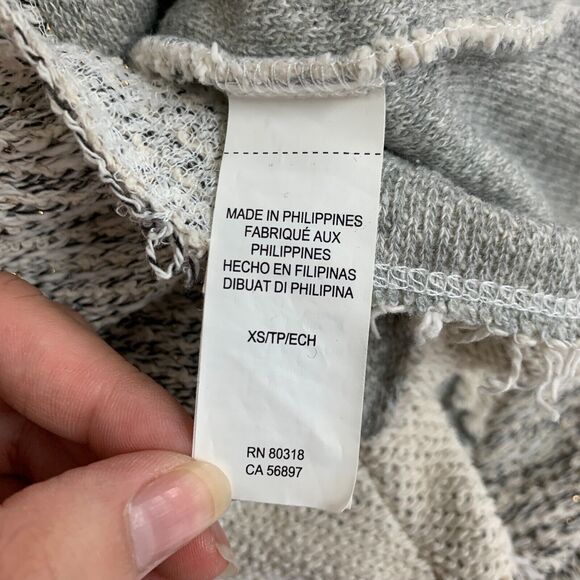 MADE IN PHILIPPINES
FABRIQUÉ AUX
PHILIPPINES
HECHO EN FILIPINAS
DIBUAT DI PHILIPINA
XS/TP/ECH
RN 80318
CA 56897